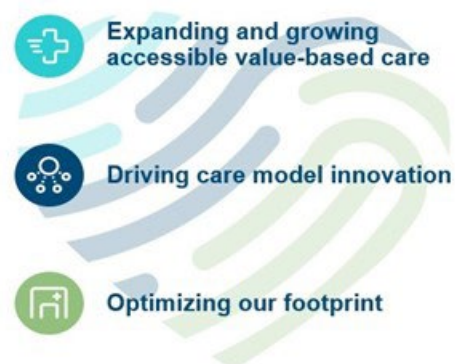 Expanding and growing
accessible value-based care
Driving care model innovation
Optimizing our footprint